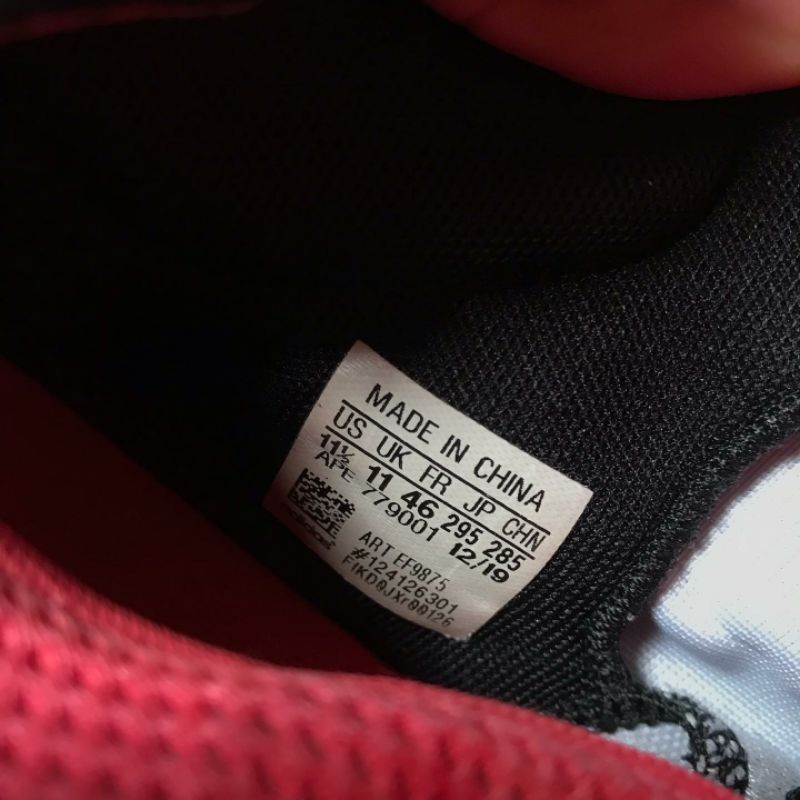 MADE IN CHINA
US UK FR JP CHN
11½ 11 46 295 285
APE 779001 12/19
adidas
ART EF9875
#124126301